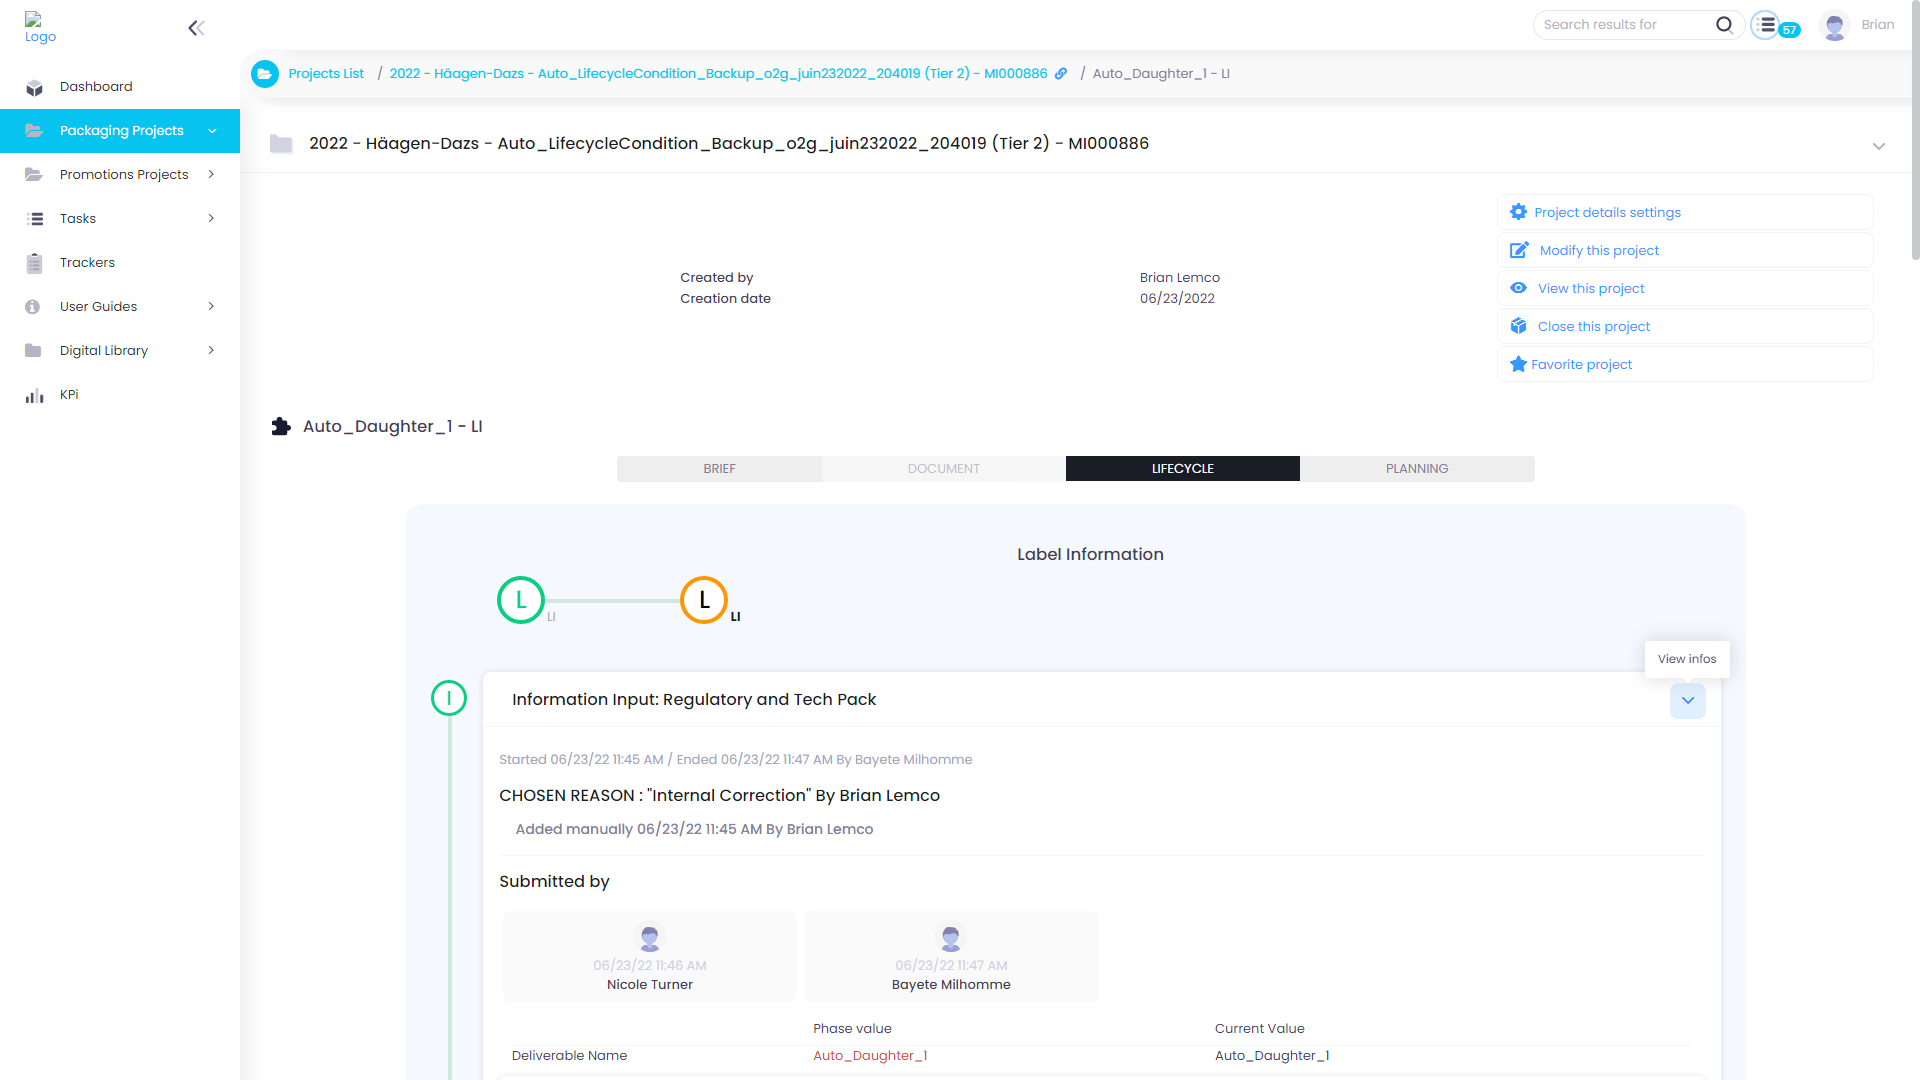 Logo
Search results for
57
Brian
Dashboard
Packaging Projects
Promotions Projects
Tasks
Trackers
User Guides
Digital Library
KPi
Projects List / 2022 - Häagen-Dazs - Auto_LifecycleCondition_Backup_o2g_juin232022_204019 (Tier 2) - MI000886 / Auto_Daughter_1 - LI
2022 - Häagen-Dazs - Auto_LifecycleCondition_Backup_o2g_juin232022_204019 (Tier 2) - MI000886
Created by Brian Lemco
Creation date 06/23/2022
Project details settings
Modify this project
View this project
Close this project
Favorite project
Auto_Daughter_1 - LI
BRIEF DOCUMENT LIFECYCLE PLANNING
Label Information
L LI L LI
View infos
I Information Input: Regulatory and Tech Pack
Started 06/23/22 11:45 AM / Ended 06/23/22 11:47 AM By Bayete Milhomme
CHOSEN REASON : "Internal Correction" By Brian Lemco
Added manually 06/23/22 11:45 AM By Brian Lemco
Submitted by
06/23/22 11:46 AM
Nicole Turner
06/23/22 11:47 AM
Bayete Milhomme
Phase value Current Value
Deliverable Name Auto_Daughter_1 Auto_Daughter_1